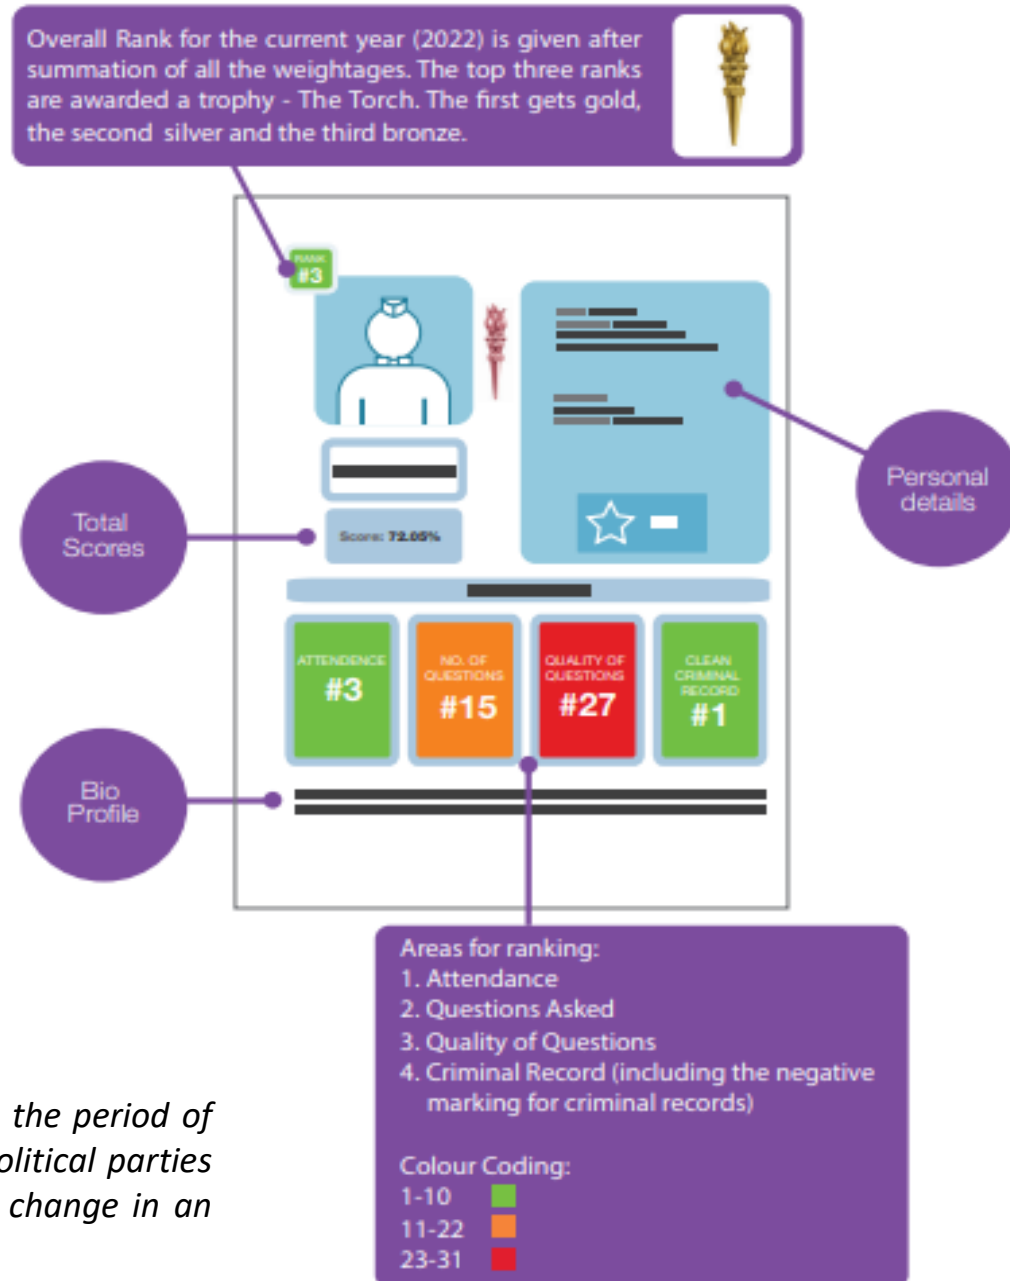 Overall Rank for the current year (2022) is given after
summation of all the weightages. The top three ranks
are awarded a trophy - The Torch. The first gets gold,
the second silver and the third bronze.
RANK
#3
Personal
details
Total
Scores
Score: 72.05%
ATTENDENCE
#3
NO. OF
QUESTIONS
#15
QUALITY OF
QUESTIONS
#27
CLEAN
CRIMINAL
RECORD
#1
Bio
Profile
Areas for ranking:
1. Attendance
2. Questions Asked
3. Quality of Questions
4. Criminal Record (including the negative
marking for criminal records)
the period of
olitical parties
change in an
Colour Coding:
1-10
11-22
23-31